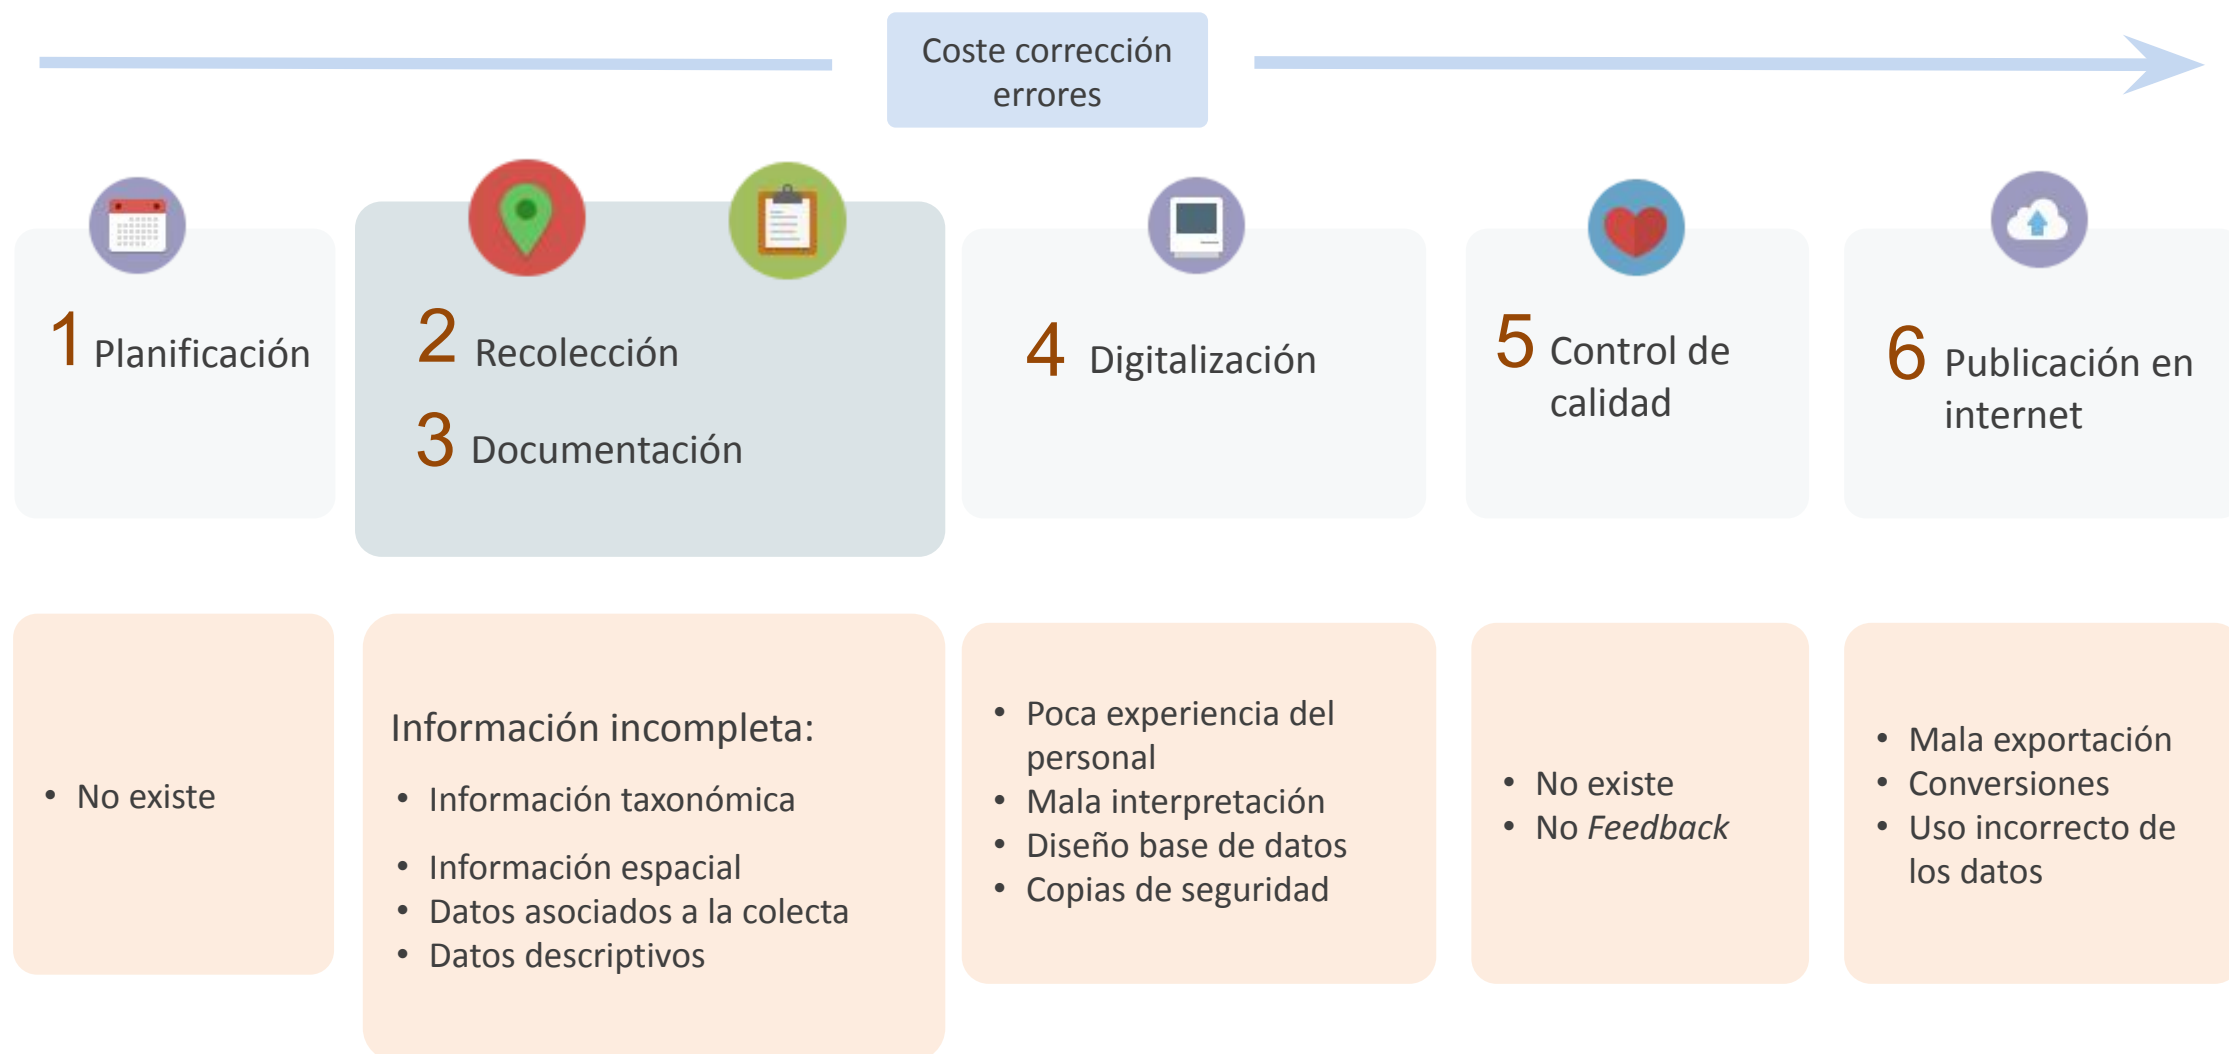 Coste corrección
errores
1 Planificación
2 Recolección
3 Documentación
4 Digitalización
5 Control de
calidad
6 Publicación en
internet
• No existe
Información incompleta:
• Información taxonómica
• Información espacial
• Datos asociados a la colecta
• Datos descriptivos
• Poca experiencia del
personal
• Mala interpretación
• Diseño base de datos
• Copias de seguridad
• No existe
• No Feedback
• Mala exportación
• Conversiones
• Uso incorrecto de
los datos